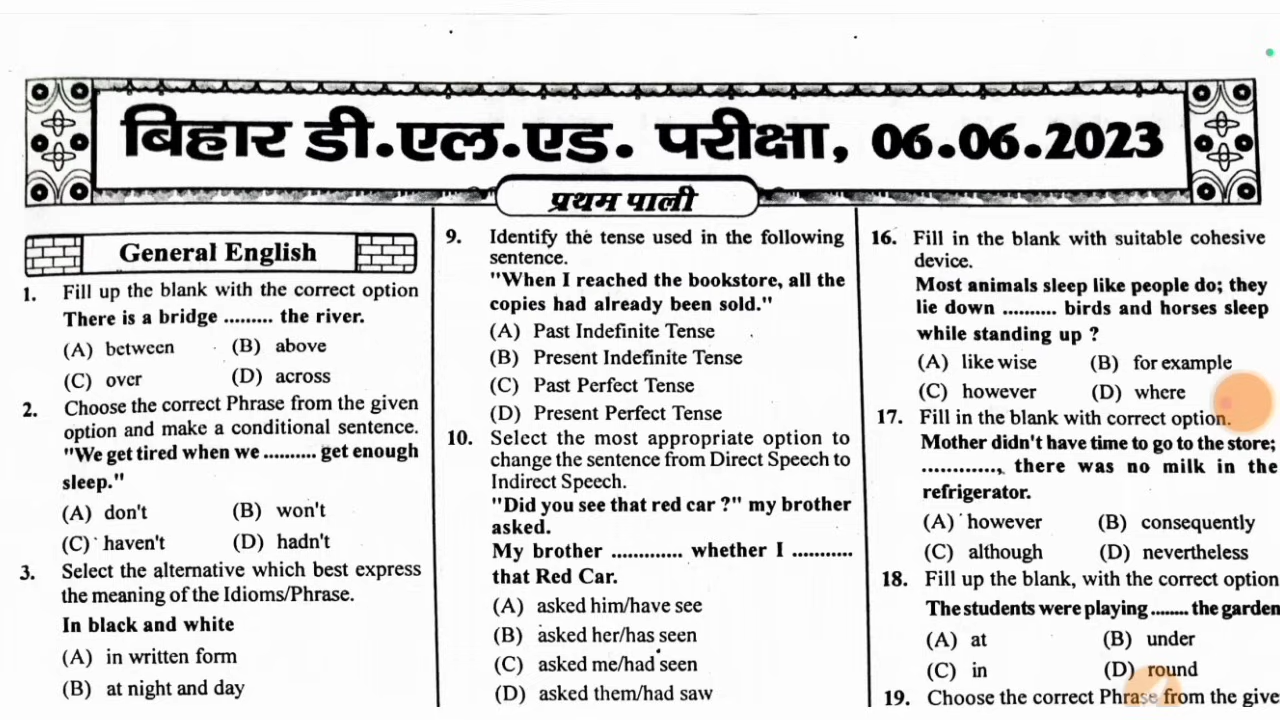 बिहार डी.एल.एड. परीक्षा, 06.06.2023
प्रथम पाली
General English
1. Fill up the blank with the correct option
There is a bridge ......... the river.
(A) between (B) above
(C) over (D) across
2. Choose the correct Phrase from the given
option and make a conditional sentence.
"We get tired when we .......... get enough
sleep."
(A) don't (B) won't
(C) haven't (D) hadn't
3. Select the alternative which best express
the meaning of the Idioms/Phrase.
In black and white
(A) in written form
(B) at night and day
9. Identify the tense used in the following
sentence.
"When I reached the bookstore, all the
copies had already been sold."
(A) Past Indefinite Tense
(B) Present Indefinite Tense
(C) Past Perfect Tense
(D) Present Perfect Tense
10. Select the most appropriate option to
change the sentence from Direct Speech to
Indirect Speech.
"Did you see that red car ?" my brother
asked.
My brother ............. whether I ...........
that Red Car.
(A) asked him/have see
(B) asked her/has seen
(C) asked me/had seen
(D) asked them/had saw
16. Fill in the blank with suitable cohesive
device.
Most animals sleep like people do; they
lie down .......... birds and horses sleep
while standing up ?
(A) like wise (B) for example
(C) however (D) where
17. Fill in the blank with correct option.
Mother didn't have time to go to the store;
............., there was no milk in the
refrigerator.
(A) however (B) consequently
(C) although (D) nevertheless
18. Fill up the blank, with the correct option
The students were playing ........ the garden
(A) at (B) under
(C) in (D) round
19. Choose the correct Phrase from the give